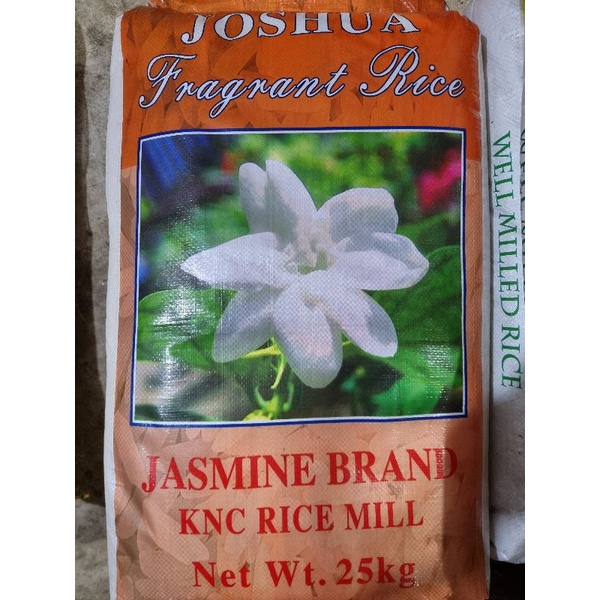 JOSHUA
Fragrant Rice
JASMINE BRAND
KNC RICE MILL
Net Wt. 25kg
WELL MILLED RICE